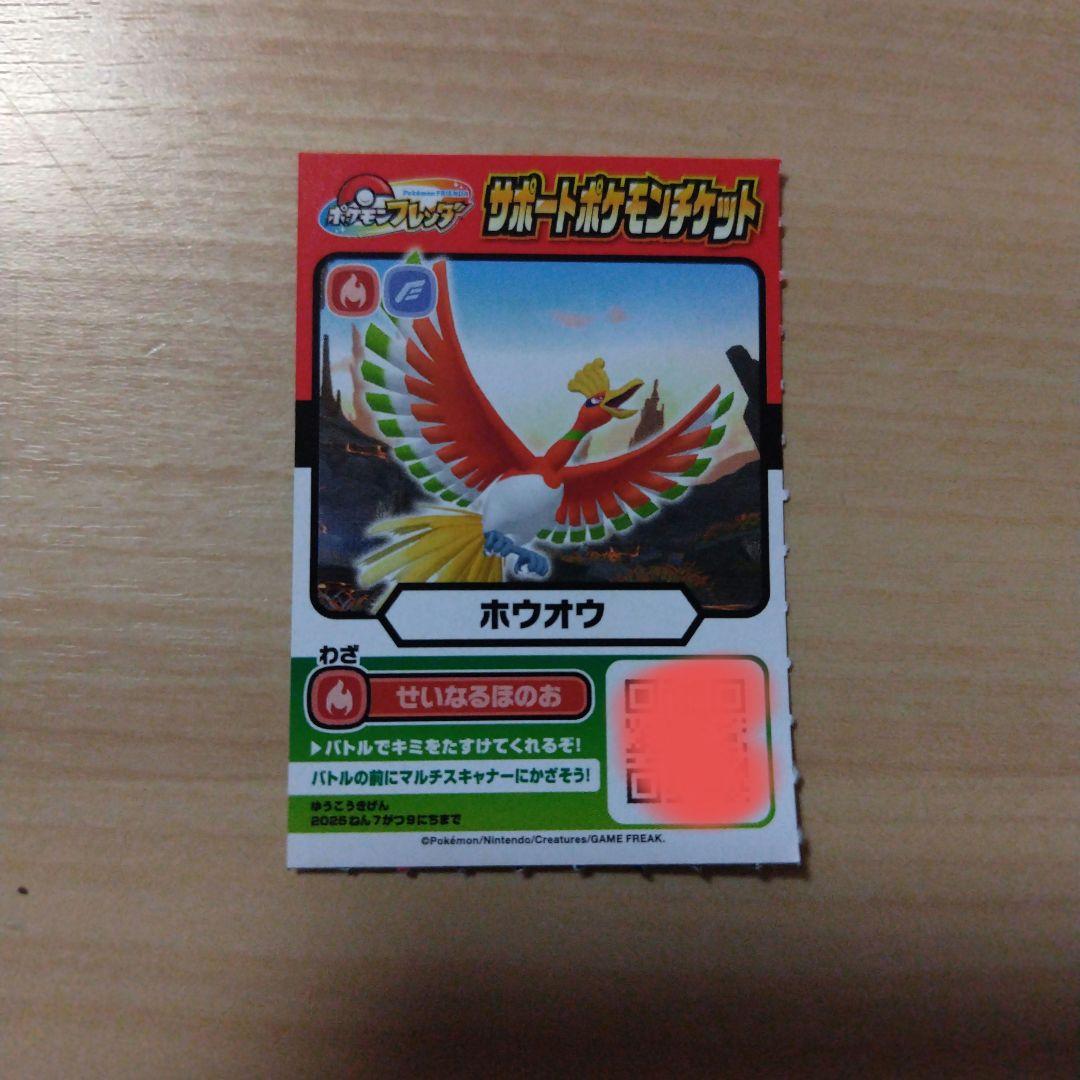 Pokémon FRIENDA
ポケモンフレンダ
サポートポケモンチケット
ホウオウ
わざ
せいなるほのお
▶バトルでキミをたすけてくれるぞ!
バトルの前にマルチスキャナーにかざそう!
ゆうこうきげん
2025ねん7がつ9にちまで
©Pokémon/Nintendo/Creatures/GAME FREAK.